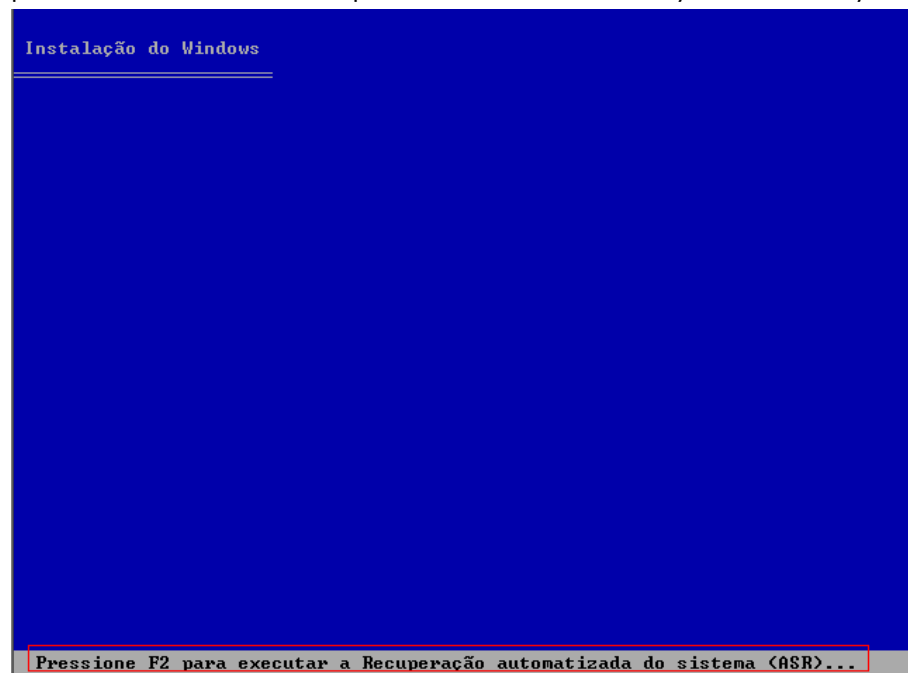 Instalação do Windows
Pressione F2 para executar a Recuperação automatizada do sistema (ASR)...